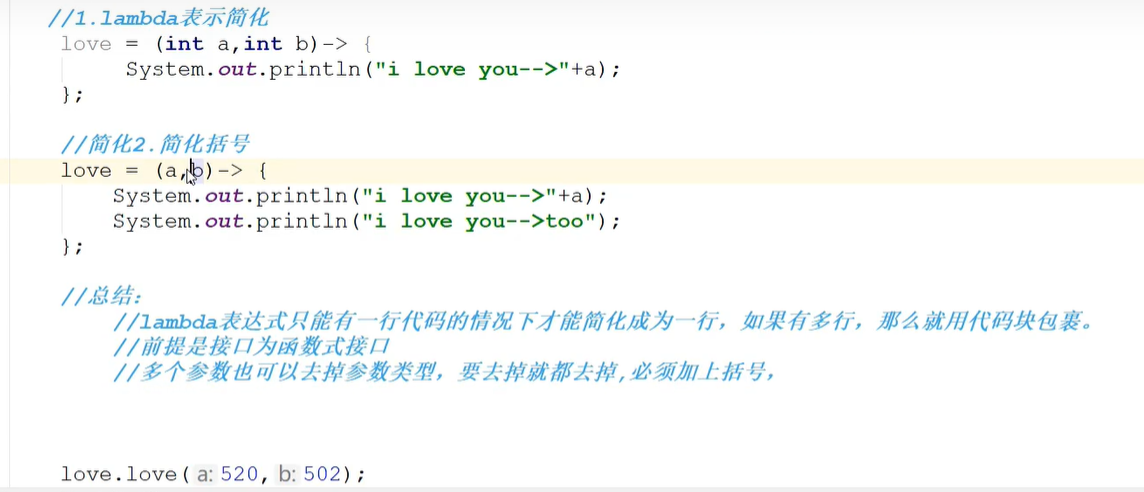 //1.lambda表示简化
love = (int a,int b)-> {
System.out.println("i love you-->"+a);
};
//简化2.简化括号
love = (a,b)-> {
System.out.println("i love you-->"+a);
System.out.println("i love you-->too");
};
//总结:
//lambda表达式只能有一行代码的情况下才能简化成为一行，如果有多行，那么就用代码块包裹。
//前提是接口为函数式接口
//多个参数也可以去掉参数类型，要去掉就都去掉,必须加上括号，
love.love( a: 520, b: 502);